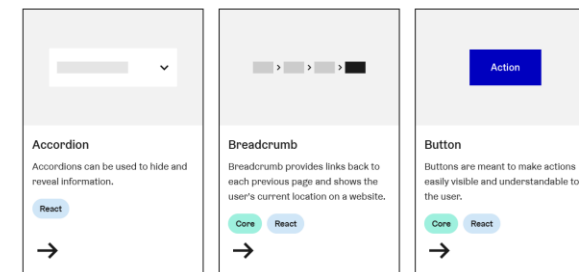 Action
Accordion
Accordions can be used to hide and
reveal information.
React
Breadcrumb
Breadcrumb provides links back to
each previous page and shows the
user's current location on a website.
Core React
Button
Buttons are meant to make actions
easily visible and understandable to
the user.
Core React